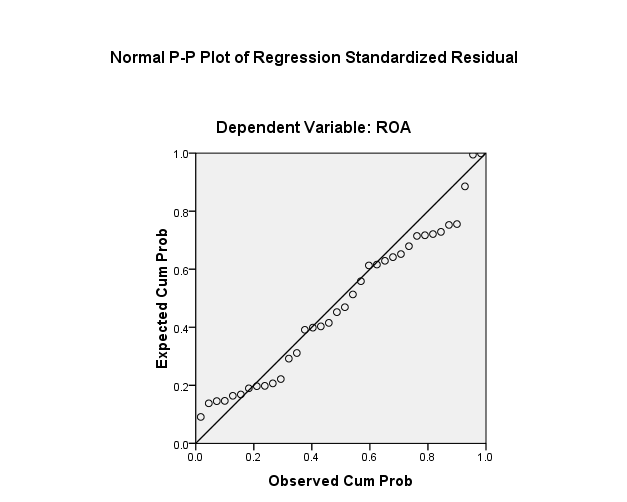 Normal P-P Plot of Regression Standardized Residual
Dependent Variable: ROA
Expected Cum Prob
1.0
0.8
0.6
0.4
0.2
0.0
0.0 0.2 0.4 0.6 0.8 1.0
Observed Cum Prob